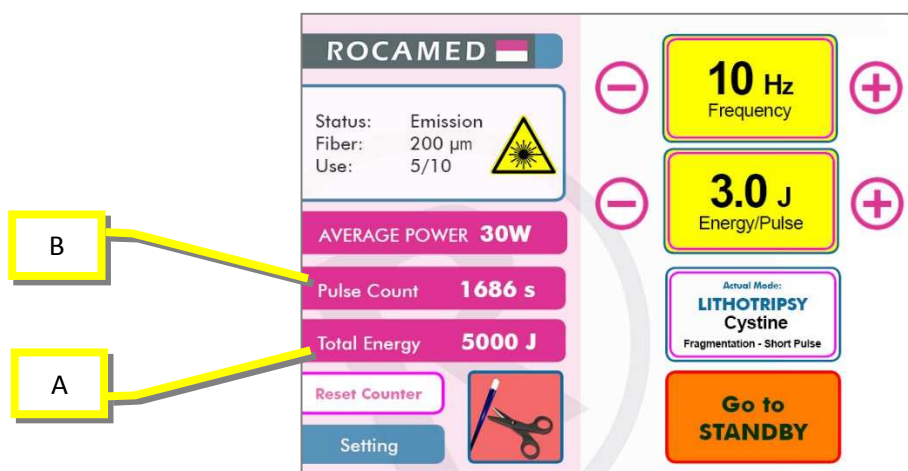 ROCAMED
Status: Emission
Fiber: 200 µm
Use: 5/10
AVERAGE POWER 30W
B
Pulse Count 1686 s
A
Total Energy 5000 J
Reset Counter
Setting
10 Hz
Frequency
3.0 J
Energy/Pulse
Actual Mode:
LITHOTRIPSY
Cystine
Fragmentation - Short Pulse
Go to
STANDBY